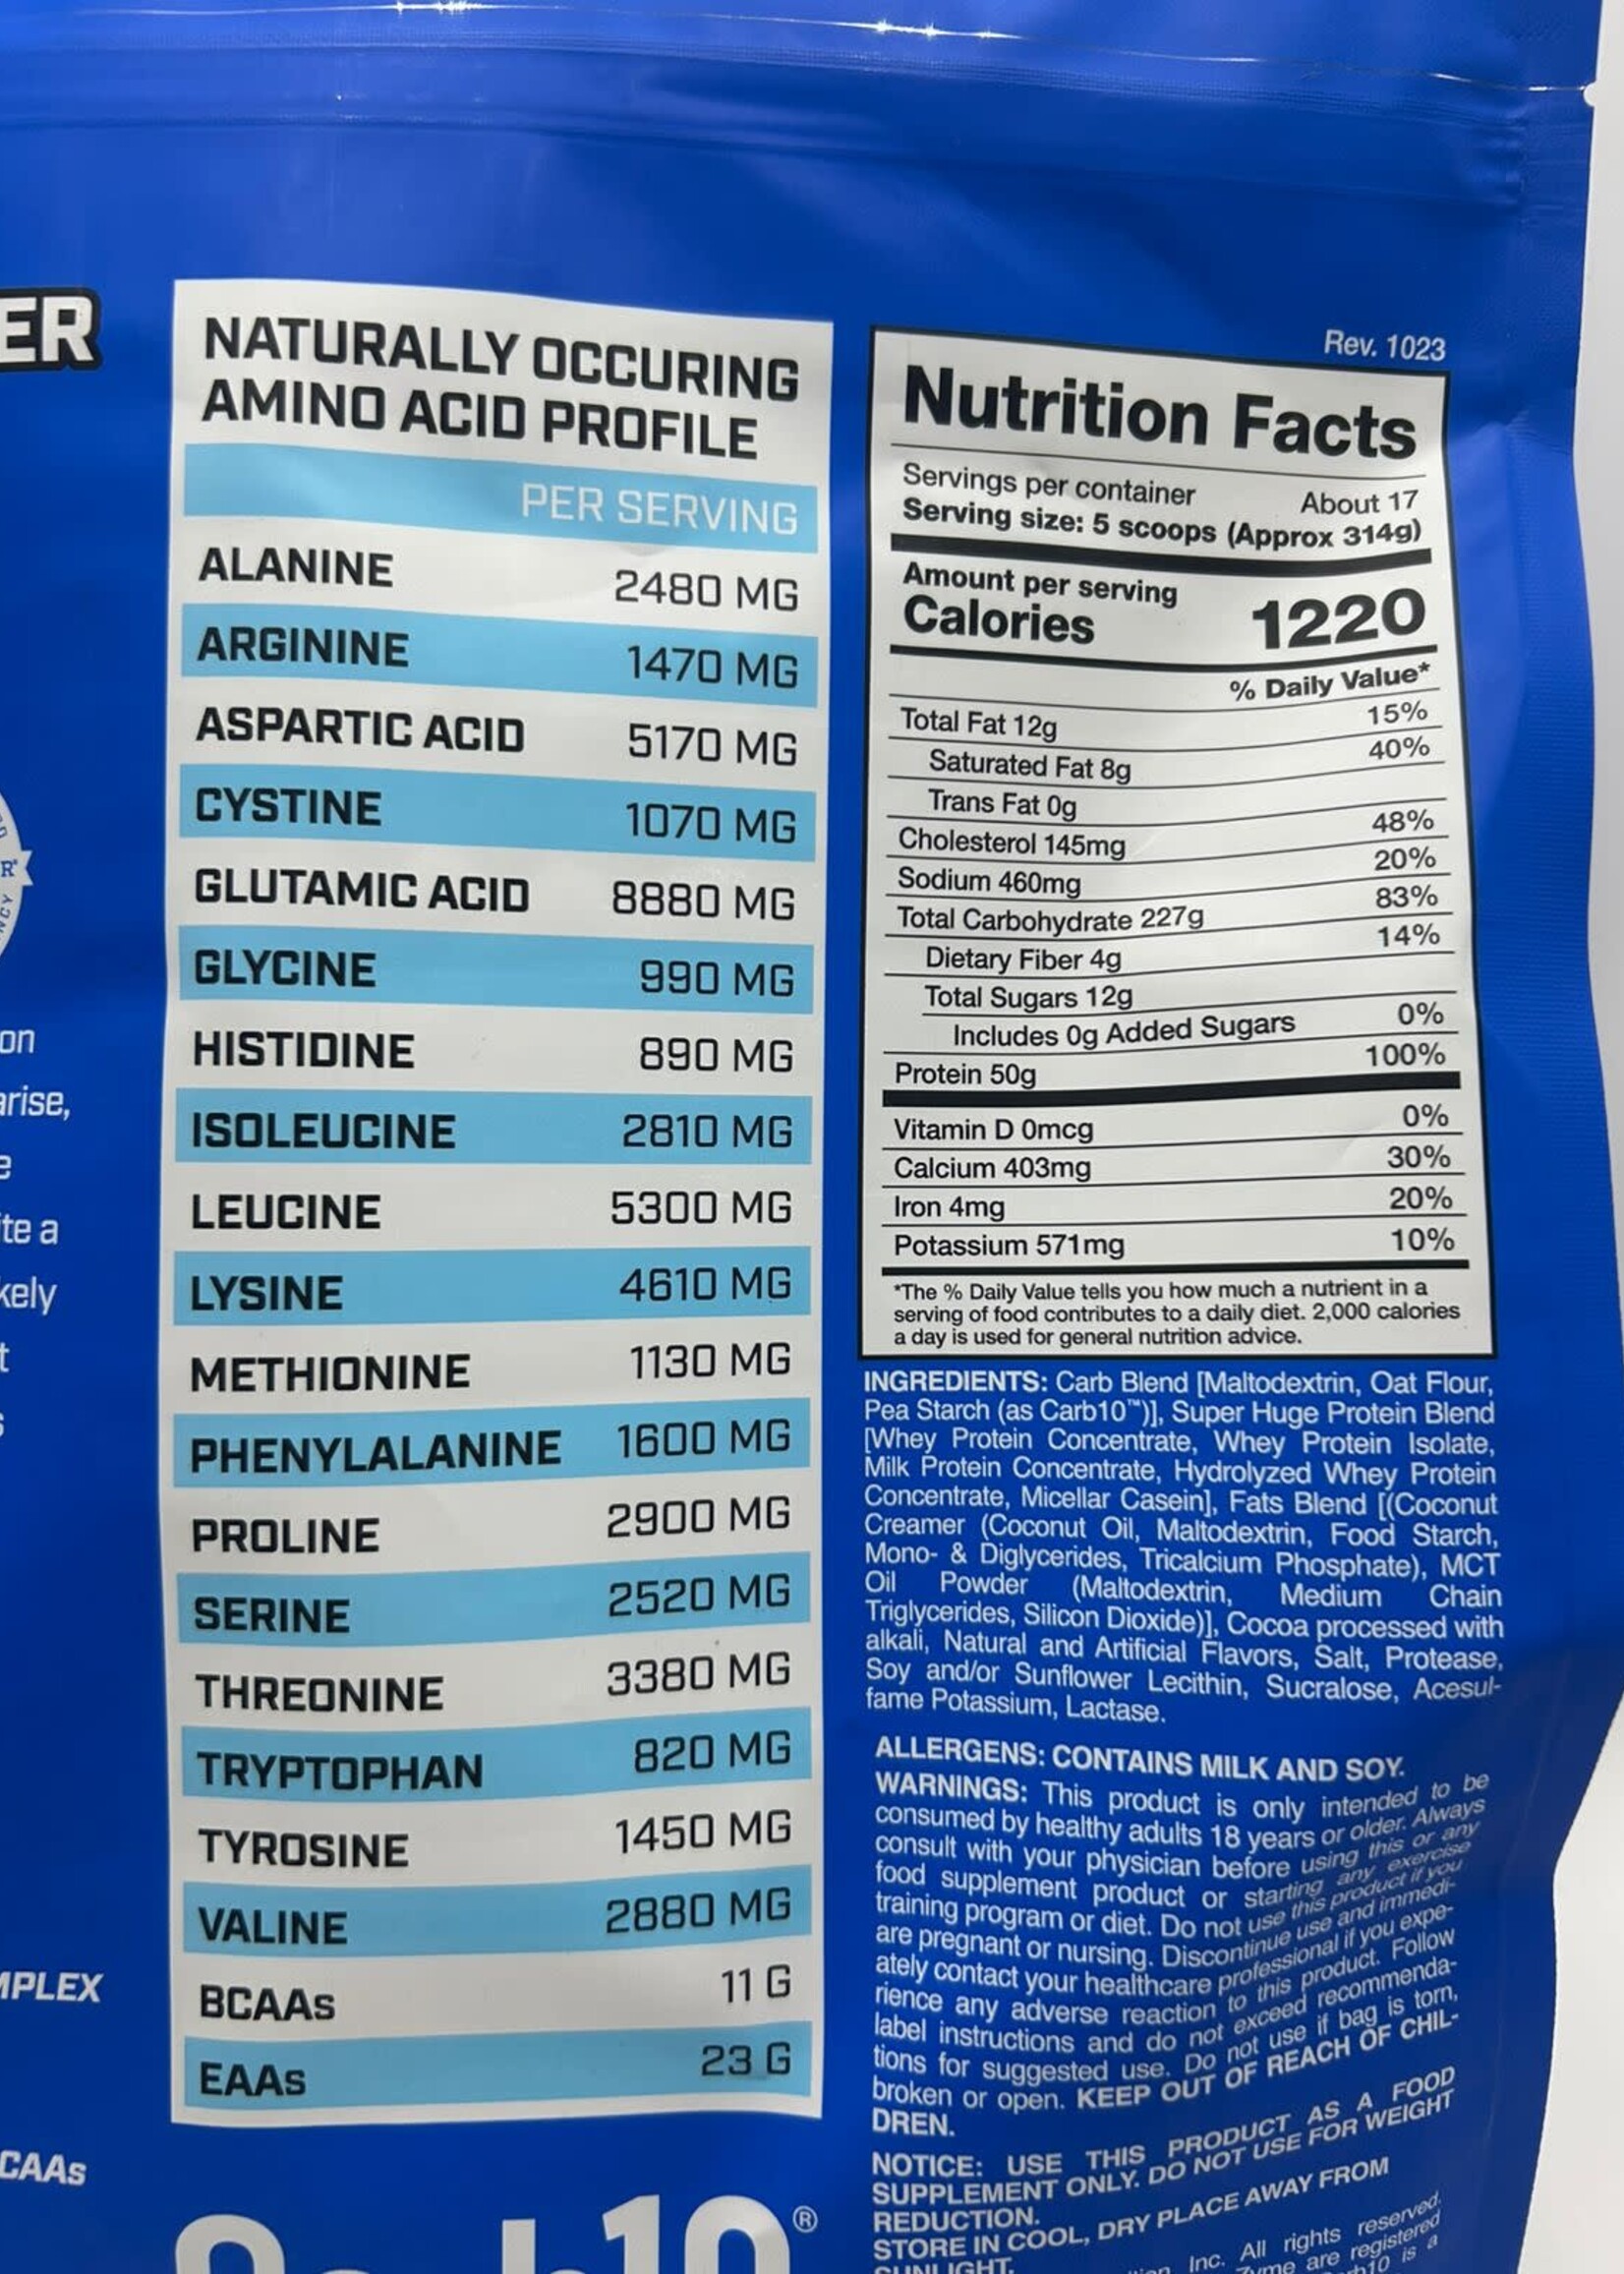 ER
on
arise,
e
ite a
kely
t
s
MPLEX
CAAs
R
NCY
NATURALLY OCCURING
AMINO ACID PROFILE
PER SERVING
ALANINE 2480 MG
ARGININE 1470 MG
ASPARTIC ACID 5170 MG
CYSTINE 1070 MG
GLUTAMIC ACID 8880 MG
GLYCINE 990 MG
HISTIDINE 890 MG
ISOLEUCINE 2810 MG
LEUCINE 5300 MG
LYSINE 4610 MG
METHIONINE 1130 MG
PHENYLALANINE 1600 MG
PROLINE 2900 MG
SERINE 2520 MG
THREONINE 3380 MG
TRYPTOPHAN 820 MG
TYROSINE 1450 MG
VALINE 2880 MG
BCAAs 11 G
EAAs 23 G
®
Rev. 1023
Nutrition Facts
Servings per container About 17
Serving size: 5 scoops (Approx 314g)
Amount per serving
Calories 1220
% Daily Value*
Total Fat 12g 15%
Saturated Fat 8g 40%
Trans Fat 0g
Cholesterol 145mg 48%
Sodium 460mg 20%
Total Carbohydrate 227g 83%
Dietary Fiber 4g 14%
Total Sugars 12g
Includes 0g Added Sugars 0%
Protein 50g 100%
Vitamin D 0mcg 0%
Calcium 403mg 30%
Iron 4mg 20%
Potassium 571mg 10%
*The % Daily Value tells you how much a nutrient in a
serving of food contributes to a daily diet. 2,000 calories
a day is used for general nutrition advice.
INGREDIENTS: Carb Blend [Maltodextrin, Oat Flour,
Pea Starch (as Carb10™)], Super Huge Protein Blend
[Whey Protein Concentrate, Whey Protein Isolate,
Milk Protein Concentrate, Hydrolyzed Whey Protein
Concentrate, Micellar Casein], Fats Blend [(Coconut
Creamer (Coconut Oil, Maltodextrin, Food Starch,
Mono- & Diglycerides, Tricalcium Phosphate), MCT
Oil Powder (Maltodextrin, Medium Chain
Triglycerides, Silicon Dioxide)], Cocoa processed with
alkali, Natural and Artificial Flavors, Salt, Protease,
Soy and/or Sunflower Lecithin, Sucralose, Acesul-
fame Potassium, Lactase.
ALLERGENS: CONTAINS MILK AND SOY.
WARNINGS: This product is only intended to be
consumed by healthy adults 18 years or older. Always
consult with your physician before using this or any
food supplement product or starting any exercise
training program or diet. Do not use this product if you
are pregnant or nursing. Discontinue use and immedi-
ately contact your healthcare professional if you expe-
rience any adverse reaction to this product. Follow
label instructions and do not exceed recommenda-
tions for suggested use. Do not use if bag is torn,
broken or open. KEEP OUT OF REACH OF CHIL-
DREN.
NOTICE: USE THIS PRODUCT AS A FOOD
SUPPLEMENT ONLY. DO NOT USE FOR WEIGHT
REDUCTION.
STORE IN COOL, DRY PLACE AWAY FROM
SUNLIGHT.
Inc. All rights reserved.
are registered
is a